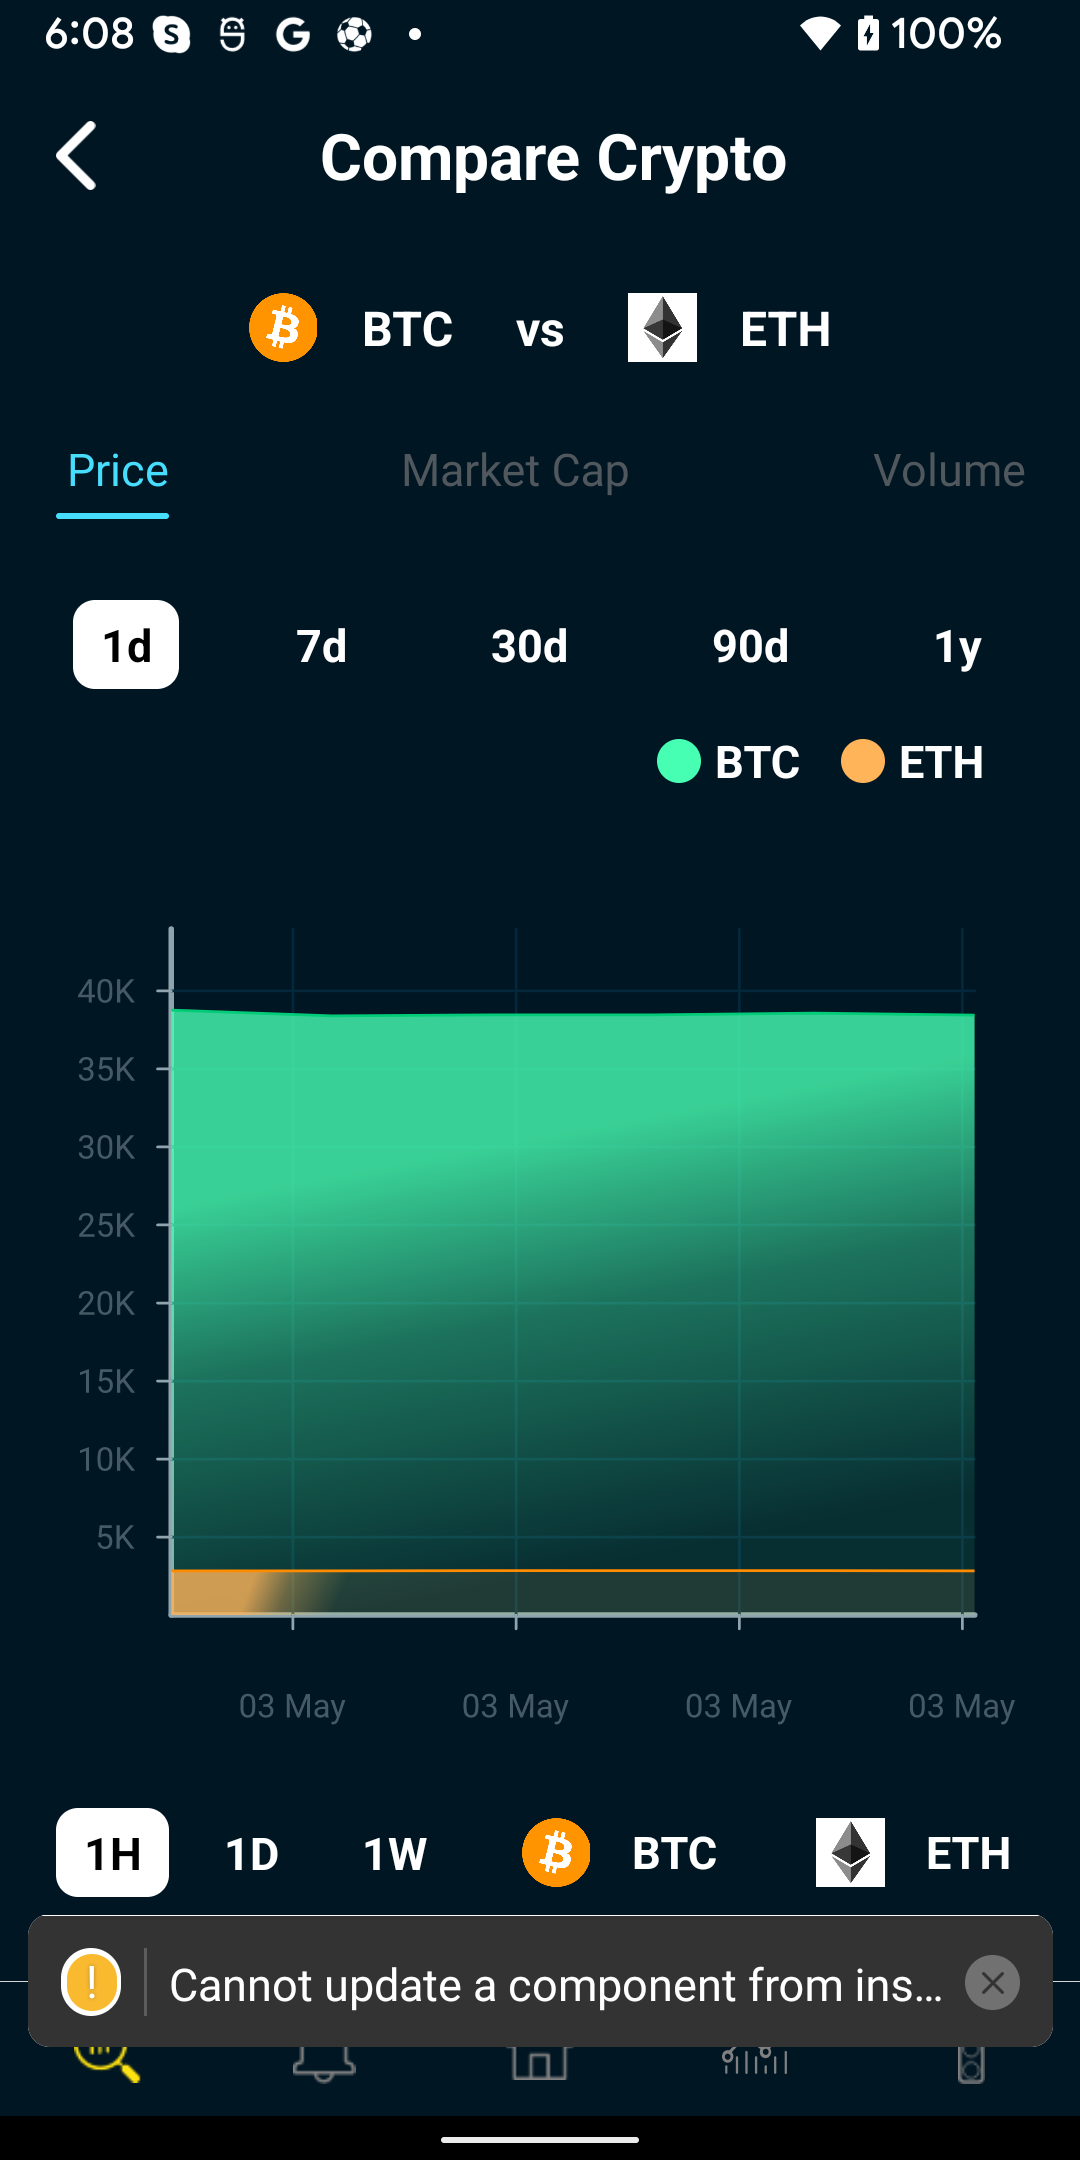 6:08 100%
Compare Crypto
BTC vs ETH
Price Market Cap Volume
1d 7d 30d 90d 1y
BTC ETH
40K
35K
30K
25K
20K
15K
10K
5K
03 May 03 May 03 May 03 May
1H 1D 1W BTC ETH
Cannot update a component from ins...